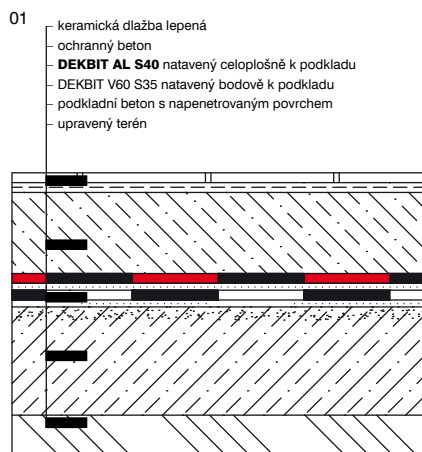 01
keramická dlažba lepená
ochranný beton
DEKBIT AL S40 natavený celoplošně k podkladu
DEKBIT V60 S35 natavený bodově k podkladu
podkladní beton s napenetrovaným povrchem
upravený terén